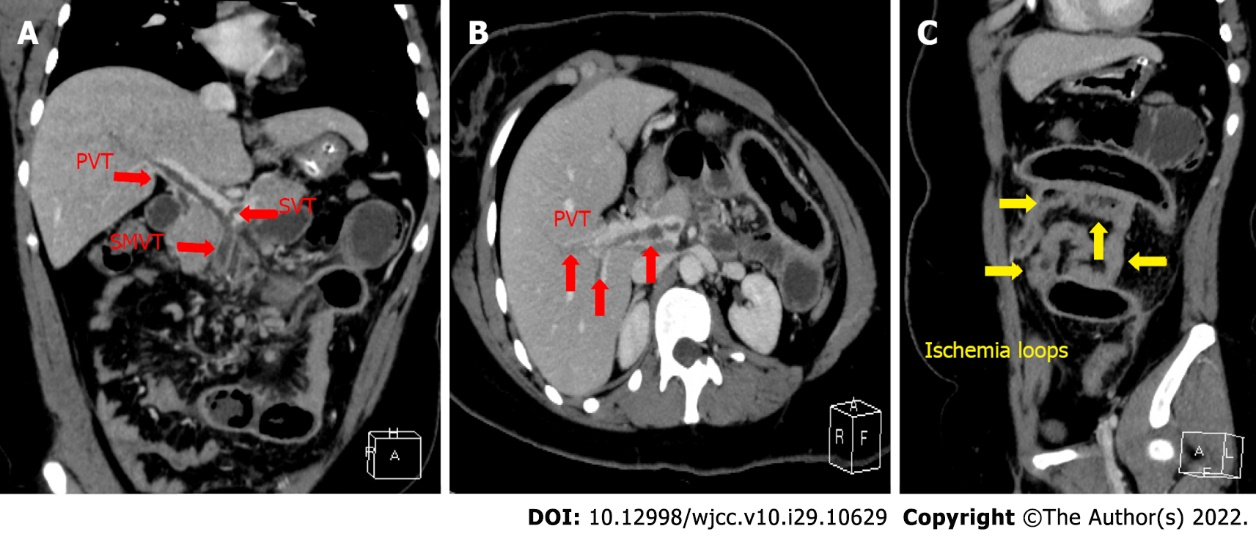 A
PVT
SVT
SMVT
H
R
A
B
PVT
A
R F
C
Ischemia loops
A L
F
DOI: 10.12998/wjcc.v10.i29.10629 Copyright ©The Author(s) 2022.